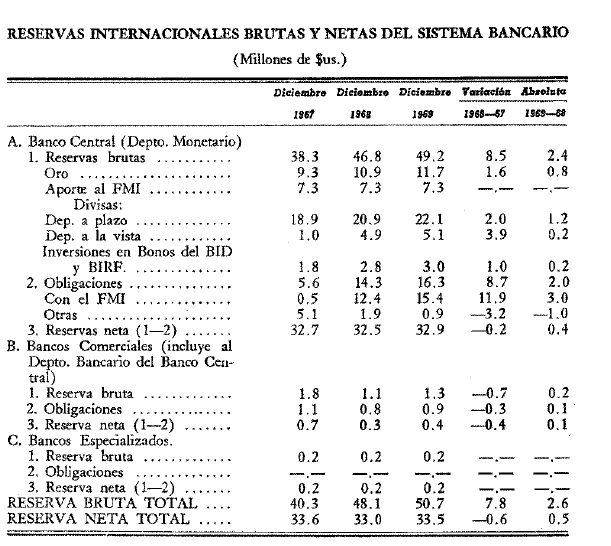 RESERVAS INTERNACIONALES BRUTAS Y NETAS DEL SISTEMA BANCARIO
(Millones de $us.)
Diciembre Diciembre Diciembre Variación Absoluta
1967 1968 1969 1968—67 1969—68
A. Banco Central (Depto. Monetario)
1. Reservas brutas ........... 38.3 46.8 49.2 8.5 2.4
Oro ...................... 9.3 10.9 11.7 1.6 0.8
Aporte al FMI ............ 7.3 7.3 7.3 —.— —.—
Divisas:
Dep. a plazo .............. 18.9 20.9 22.1 2.0 1.2
Dep. a la vista ............ 1.0 4.9 5.1 3.9 0.2
Inversiones en Bonos del BID
y BIRF. ................ 1.8 2.8 3.0 1.0 0.2
2. Obligaciones .............. 5.6 14.3 16.3 8.7 2.0
Con el FMI ............... 0.5 12.4 15.4 11.9 3.0
Otras ..................... 5.1 1.9 0.9 —3.2 —1.0
3. Reservas neta (1—2) ....... 32.7 32.5 32.9 —0.2 0.4
B. Bancos Comerciales (incluye al
Depto. Bancario del Banco Cen-
tral)
1. Reserva bruta ............. 1.8 1.1 1.3 —0.7 0.2
2. Obligaciones ............... 1.1 0.8 0.9 —0.3 0.1
3. Reserva neta (1—2) ........ 0.7 0.3 0.4 —0.4 0.1
C. Bancos Especializados.
1. Reserva bruta ............. 0.2 0.2 0.2 —.— —.—
2. Obligaciones .............. —.— —.— —.— —.— —.—
3. Reserva neta (1—2) ....... 0.2 0.2 0.2 —.— —.—
RESERVA BRUTA TOTAL .... 40.3 48.1 50.7 7.8 2.6
RESERVA NETA TOTAL ..... 33.6 33.0 33.5 —0.6 0.5